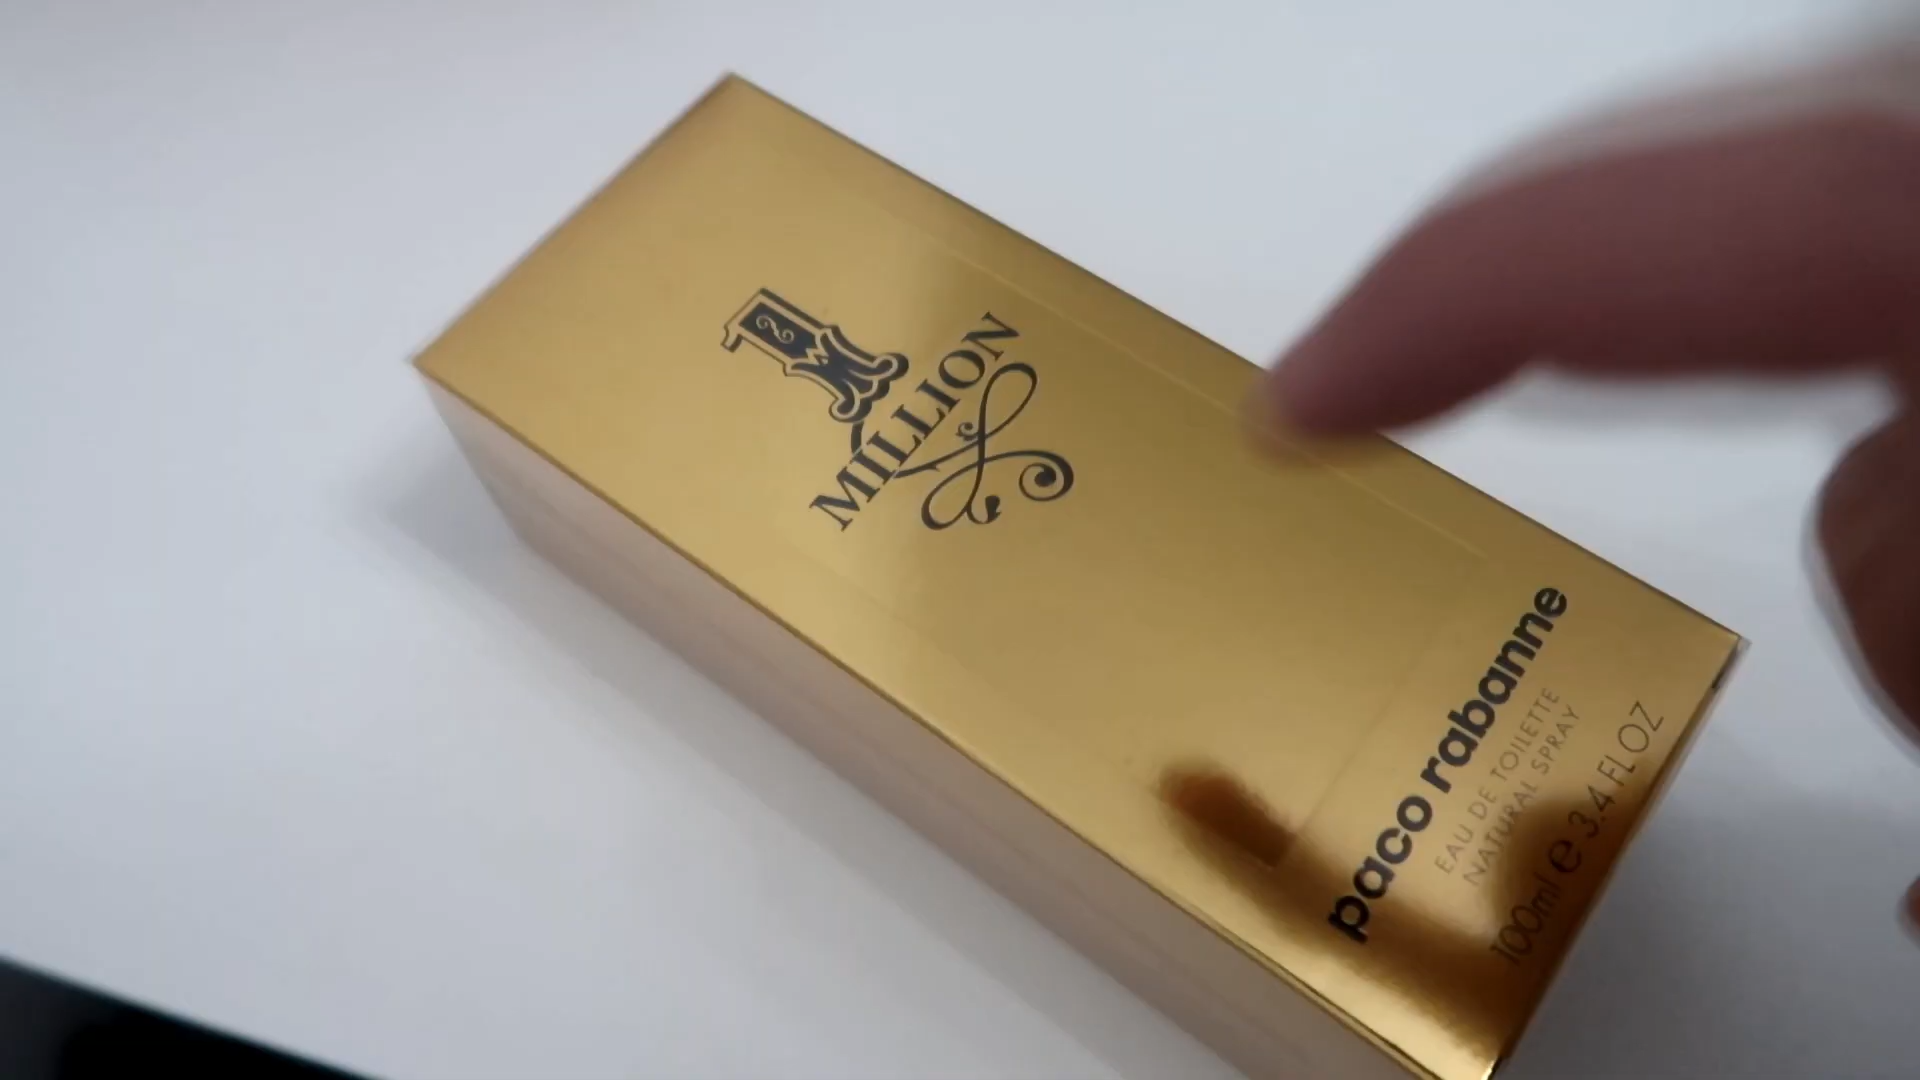 1
MILLION
paco rabanne
EAU DE TOILETTE
NATURAL SPRAY
100ml e 3.4 FL OZ